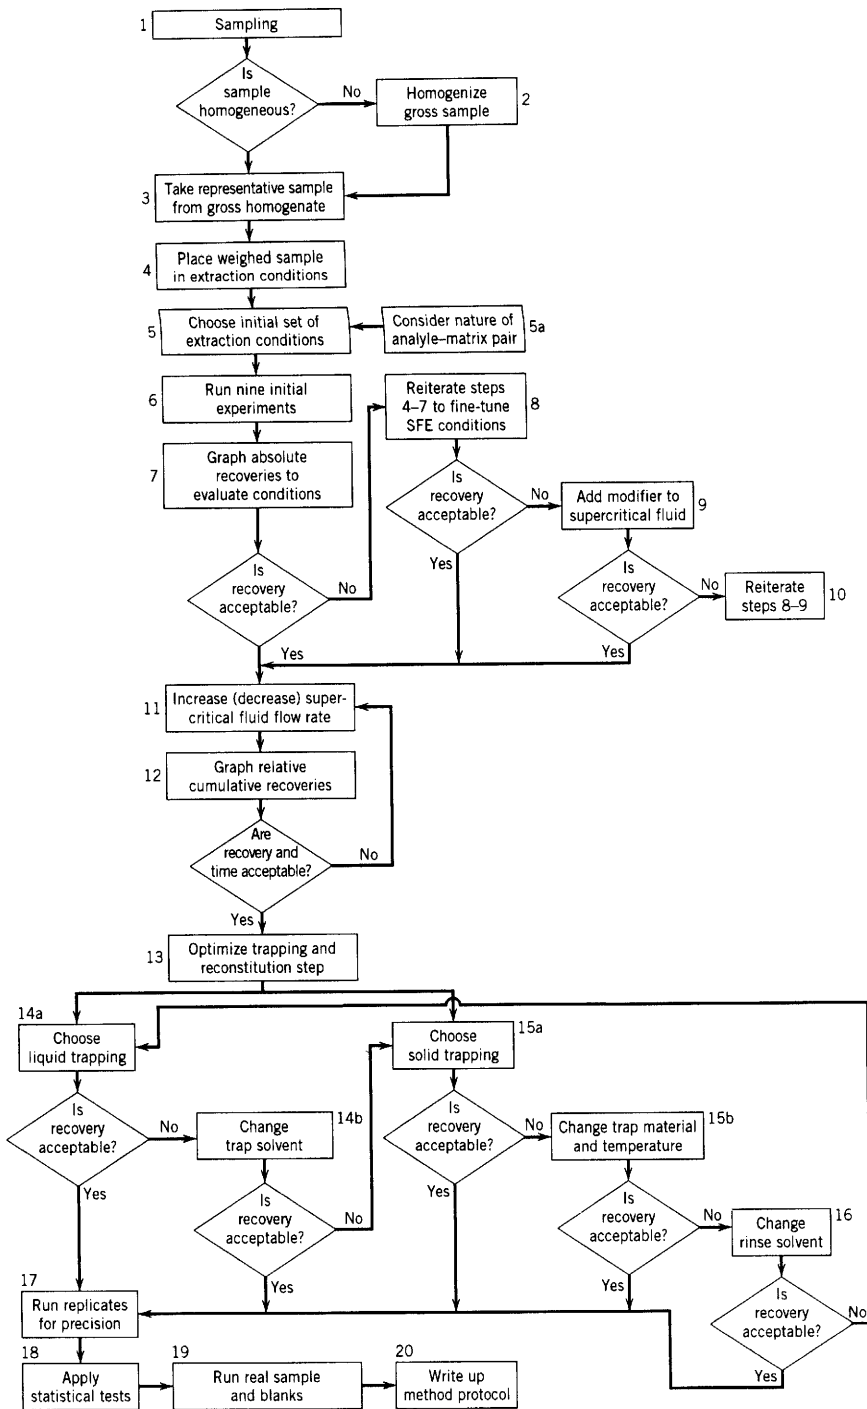 1
Sampling
Is
sample
homogeneous?
No
Homogenize
gross sample
2
3
Take representative sample
from gross homogenate
4
Place weighed sample
in extraction conditions
5
Choose initial set of
extraction conditions
Consider nature of
analyle–matrix pair
5a
6
Run nine initial
experiments
Reiterate steps
4–7 to fine-tune
SFE conditions
8
7
Graph absolute
recoveries to
evaluate conditions
Is
recovery
acceptable?
No
Yes
Add modifier to
supercritical fluid
9
Is
recovery
acceptable?
No
Yes
Is
recovery
acceptable?
No
Yes
Reiterate
steps 8–9
10
11
Increase (decrease) super-
critical fluid flow rate
12
Graph relative
cumulative recoveries
Are
recovery and
time acceptable?
No
Yes
13
Optimize trapping and
reconstitution step
14a
Choose
liquid trapping
15a
Choose
solid trapping
Is
recovery
acceptable?
No
Yes
Change
trap solvent
14b
Is
recovery
acceptable?
No
Yes
Is
recovery
acceptable?
No
Yes
Change trap material
and temperature
15b
Is
recovery
acceptable?
No
Yes
Change
rinse solvent
16
Is
recovery
acceptable?
No
Yes
17
Run replicates
for precision
18
Apply
statistical tests
19
Run real sample
and blanks
20
Write up
method protocol